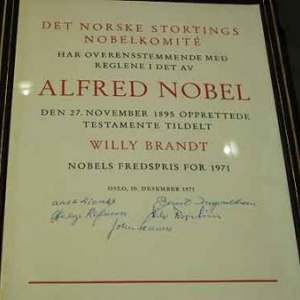 DET NORSKE STORTINGS
NOBELKOMITÉ
HAR OVERENSSTEMMENDE MED
REGLENE I DET AV
ALFRED NOBEL
DEN 27. NOVEMBER 1895 OPPRETTEDE
TESTAMENTE TILDELT
WILLY BRANDT
NOBELS FREDSPRIS FOR 1971
OSLO, 10. DESEMBER 1971